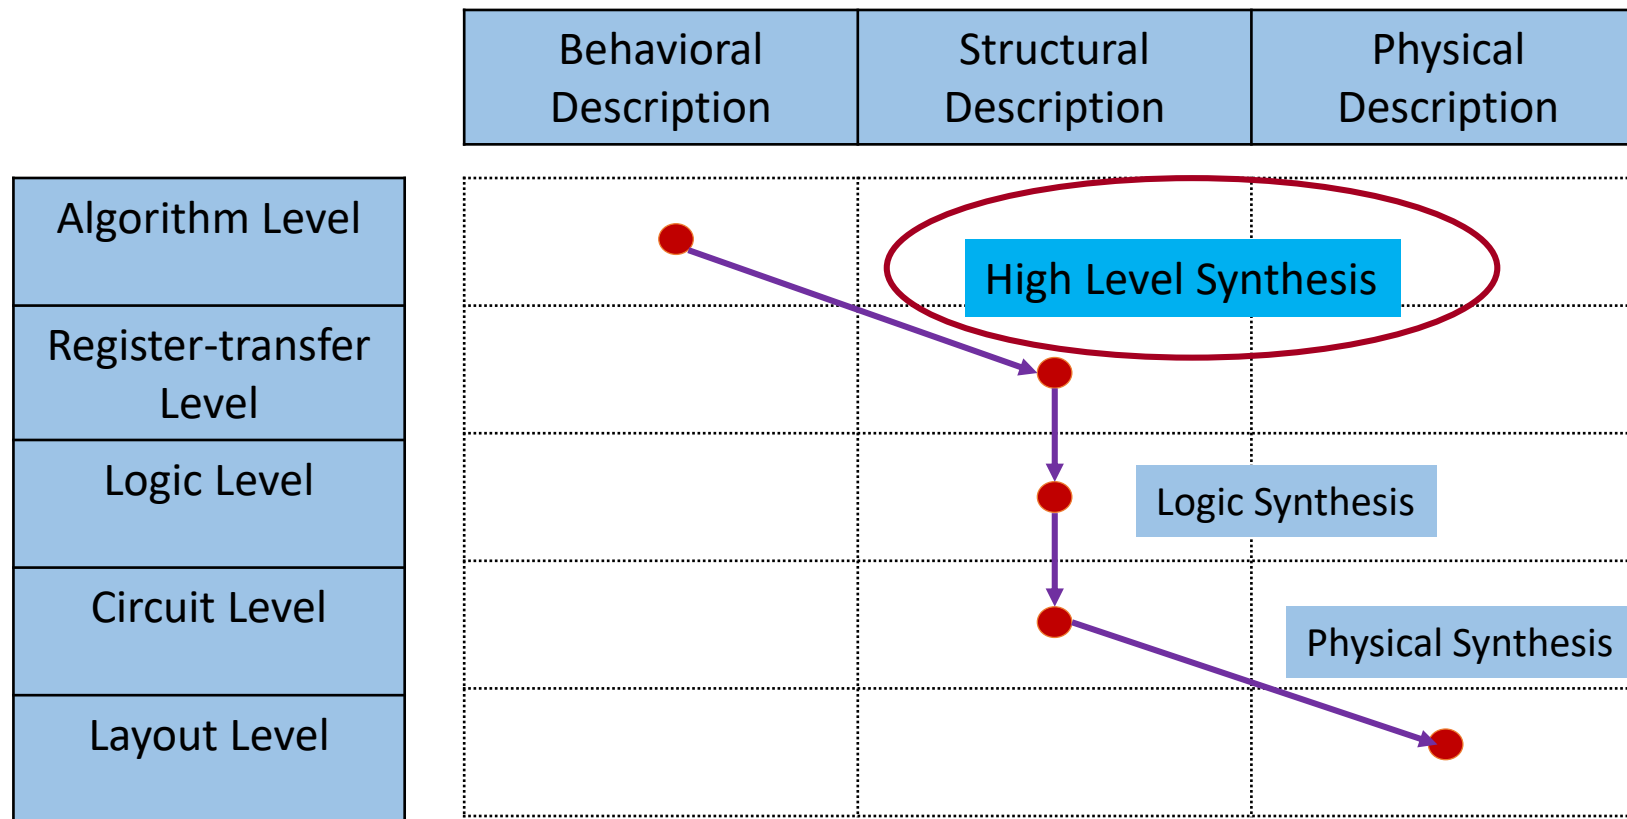 Behavioral
Description
Structural
Description
Physical
Description
Algorithm Level
High Level Synthesis
Register-transfer
Level
Logic Level
Logic Synthesis
Circuit Level
Physical Synthesis
Layout Level